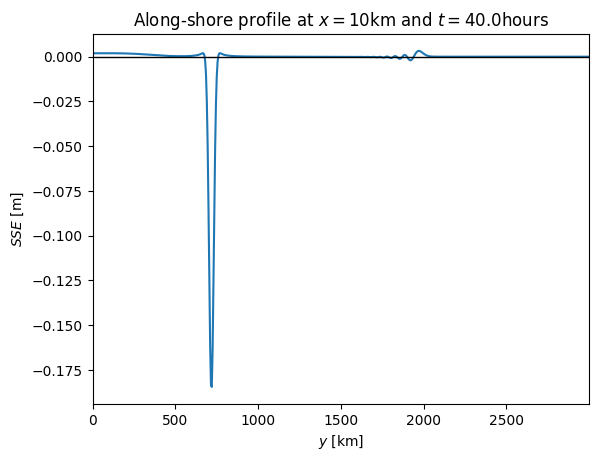 Along-shore profile at x = 10km and t = 40.0hours
0.000
−0.025
−0.050
−0.075
−0.100
−0.125
−0.150
−0.175
SSE [m]
0 500 1000 1500 2000 2500
y [km]